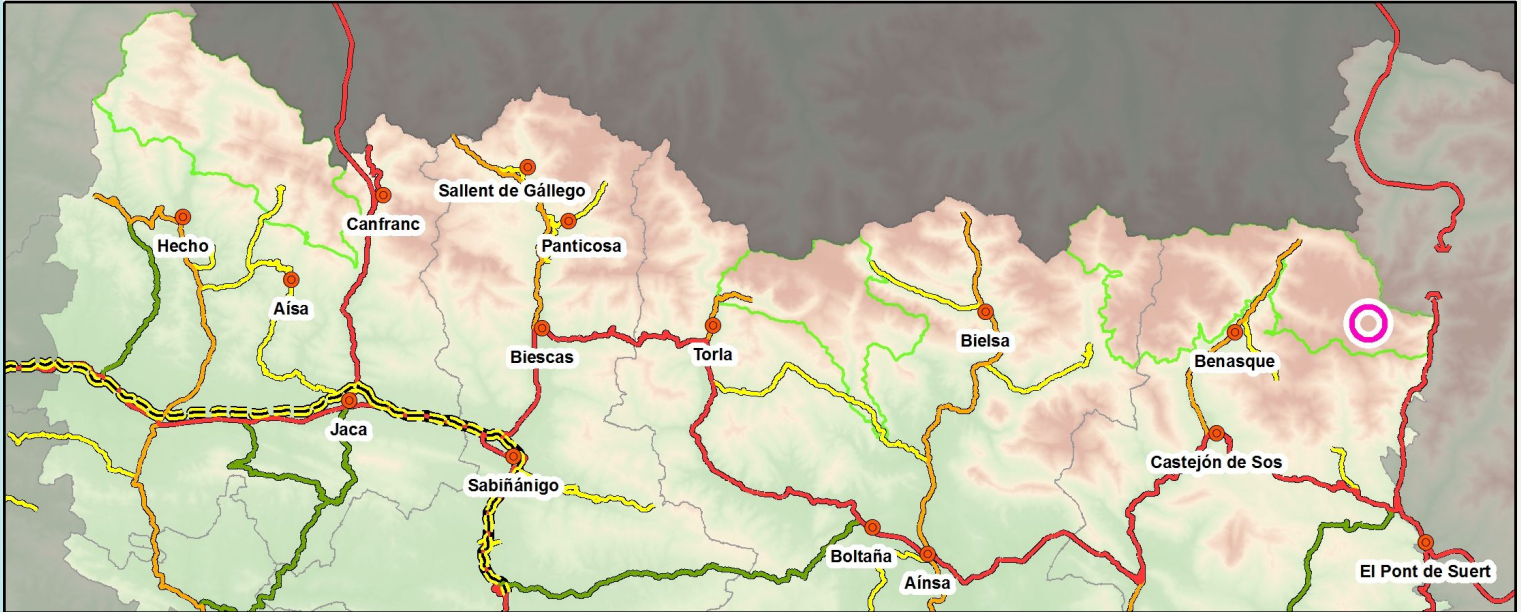 Sallent de Gállego
Canfranc
Hecho
Panticosa
Aísa
Bielsa
Biescas
Torla
Benasque
Jaca
Castejón de Sos
Sabiñánigo
Boltaña
El Pont de Suert
Aínsa